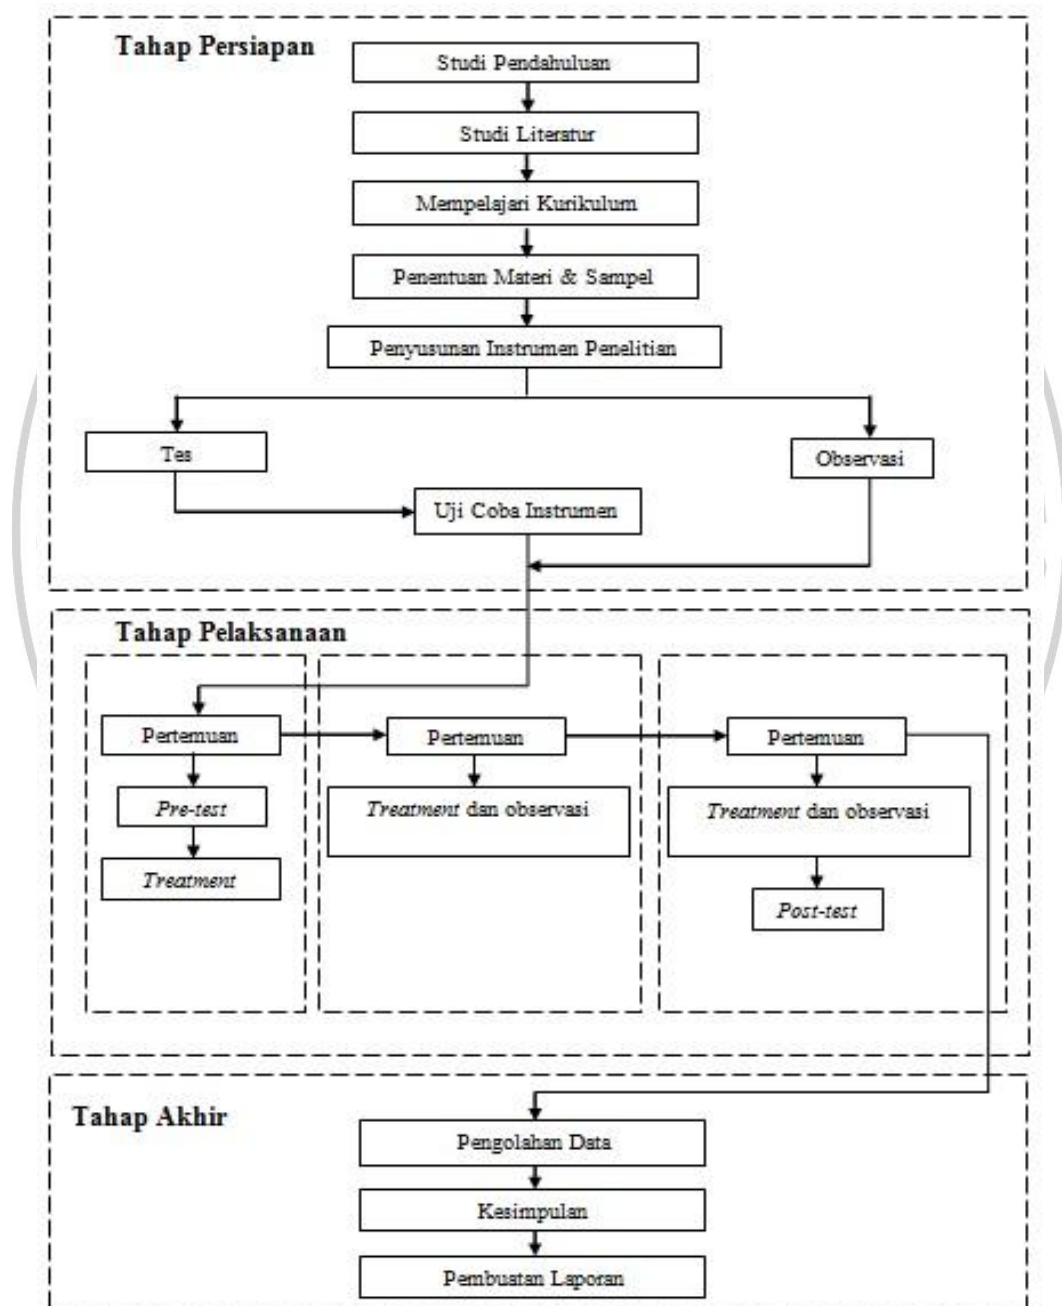 Tahap Persiapan
Studi Pendahuluan
Studi Literatur
Mempelajari Kurikulum
Penentuan Materi & Sampel
Penyusunan Instrumen Penelitian
Tes
Observasi
Uji Coba Instrumen
Tahap Pelaksanaan
Pertemuan
Pre-test
Treatment
Pertemuan
Treatment dan observasi
Pertemuan
Treatment dan observasi
Post-test
Tahap Akhir
Pengolahan Data
Kesimpulan
Pembuatan Laporan